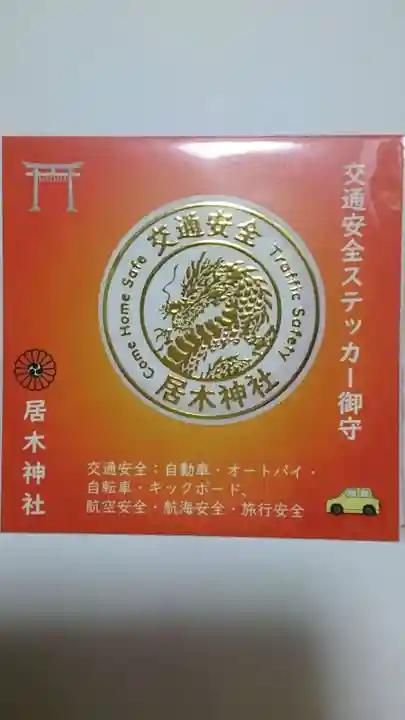 交通安全ステッカー御守
交通安全
Come Home Safe
Traffic Safety
居木神社
居木神社
交通安全：自動車・オートバイ・
自転車・キックボード、
航空安全・航海安全・旅行安全